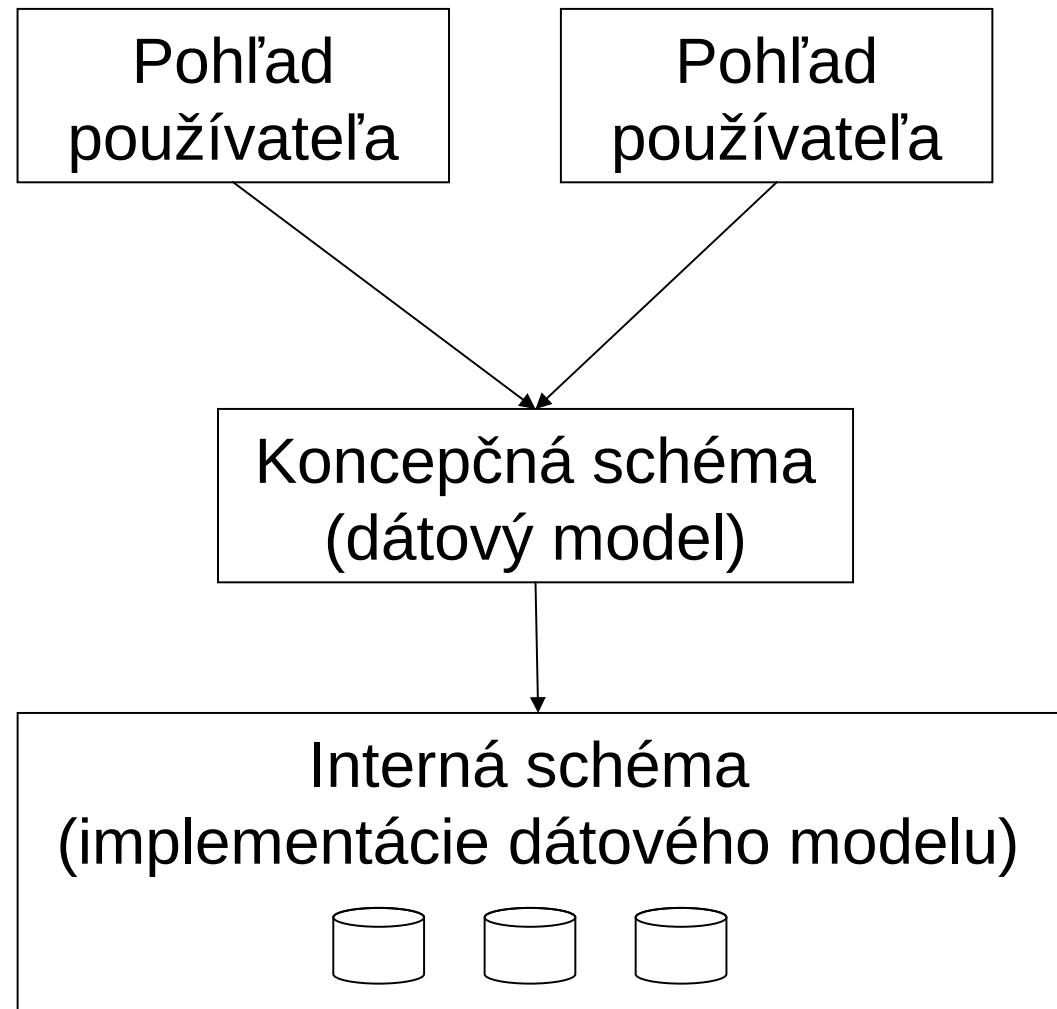 Pohľad
používateľa
Pohľad
používateľa
Koncepčná schéma
(dátový model)
Interná schéma
(implementácie dátového modelu)